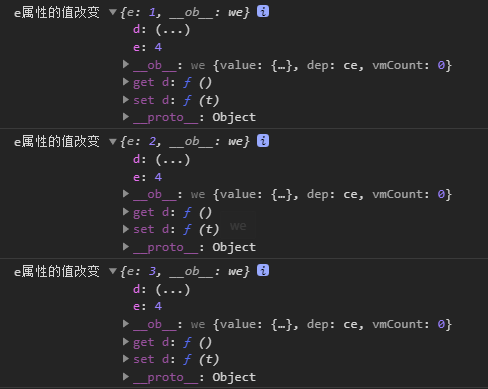 e属性的值改变 ▼{e: 1, __ob__: we} i
d: (...)
e: 4
▶ __ob__: we {value: {…}, dep: ce, vmCount: 0}
▶ get d: ƒ ()
▶ set d: ƒ (t)
▶ __proto__: Object
e属性的值改变 ▼{e: 2, __ob__: we} i
d: (...)
e: 4
▶ __ob__: we {value: {…}, dep: ce, vmCount: 0}
▶ get d: ƒ ()
▶ set d: ƒ (t)
we
▶ __proto__: Object
e属性的值改变 ▼{e: 3, __ob__: we} i
d: (...)
e: 4
▶ __ob__: we {value: {…}, dep: ce, vmCount: 0}
▶ get d: ƒ ()
▶ set d: ƒ (t)
▶ __proto__: Object